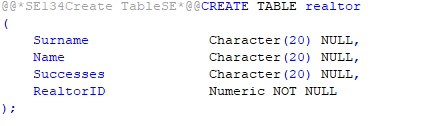 @@*SE134Create TableSE*@@CREATE TABLE realtor
(
Surname Character(20) NULL,
Name Character(20) NULL,
Successes Character(20) NULL,
RealtorID Numeric NOT NULL
);